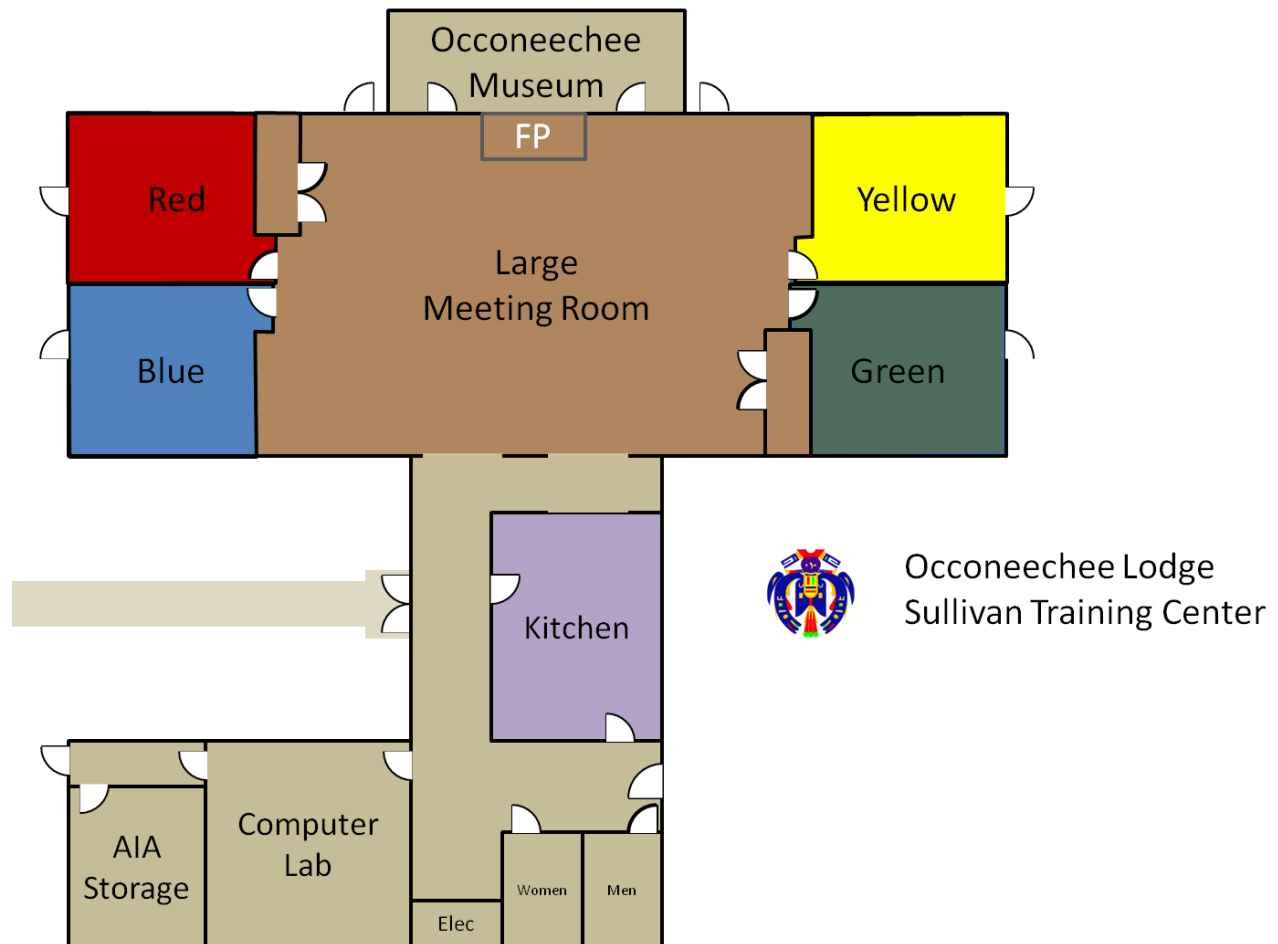 Occoneechee
Museum
FP
Red
Yellow
Large
Meeting Room
Blue
Green
Occoneechee Lodge
Sullivan Training Center
Kitchen
Computer
Lab
AIA
Storage
Women
Men
Elec